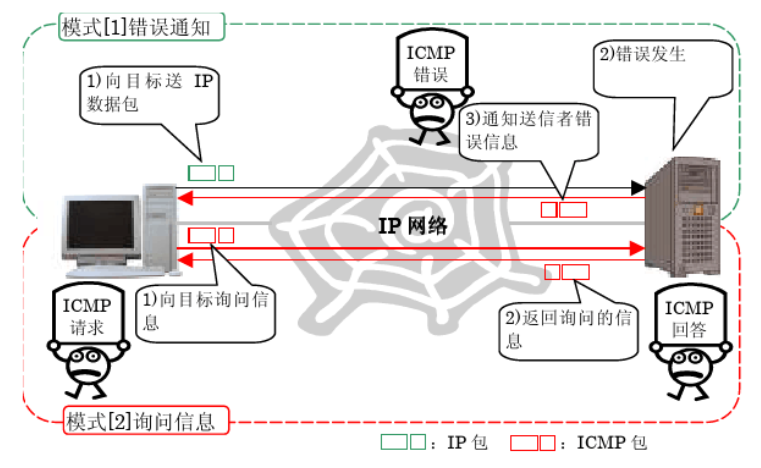 模式[1]错误通知
ICMP
错误
2)错误发生
1)向目标送 IP
数据包
3)通知送信者错
误信息
IP 网络
@
ICMP
请求
1)向目标询问信
息
2)返回询问的信
息
ICMP
回答
模式[2]询问信息
：IP 包
：ICMP 包